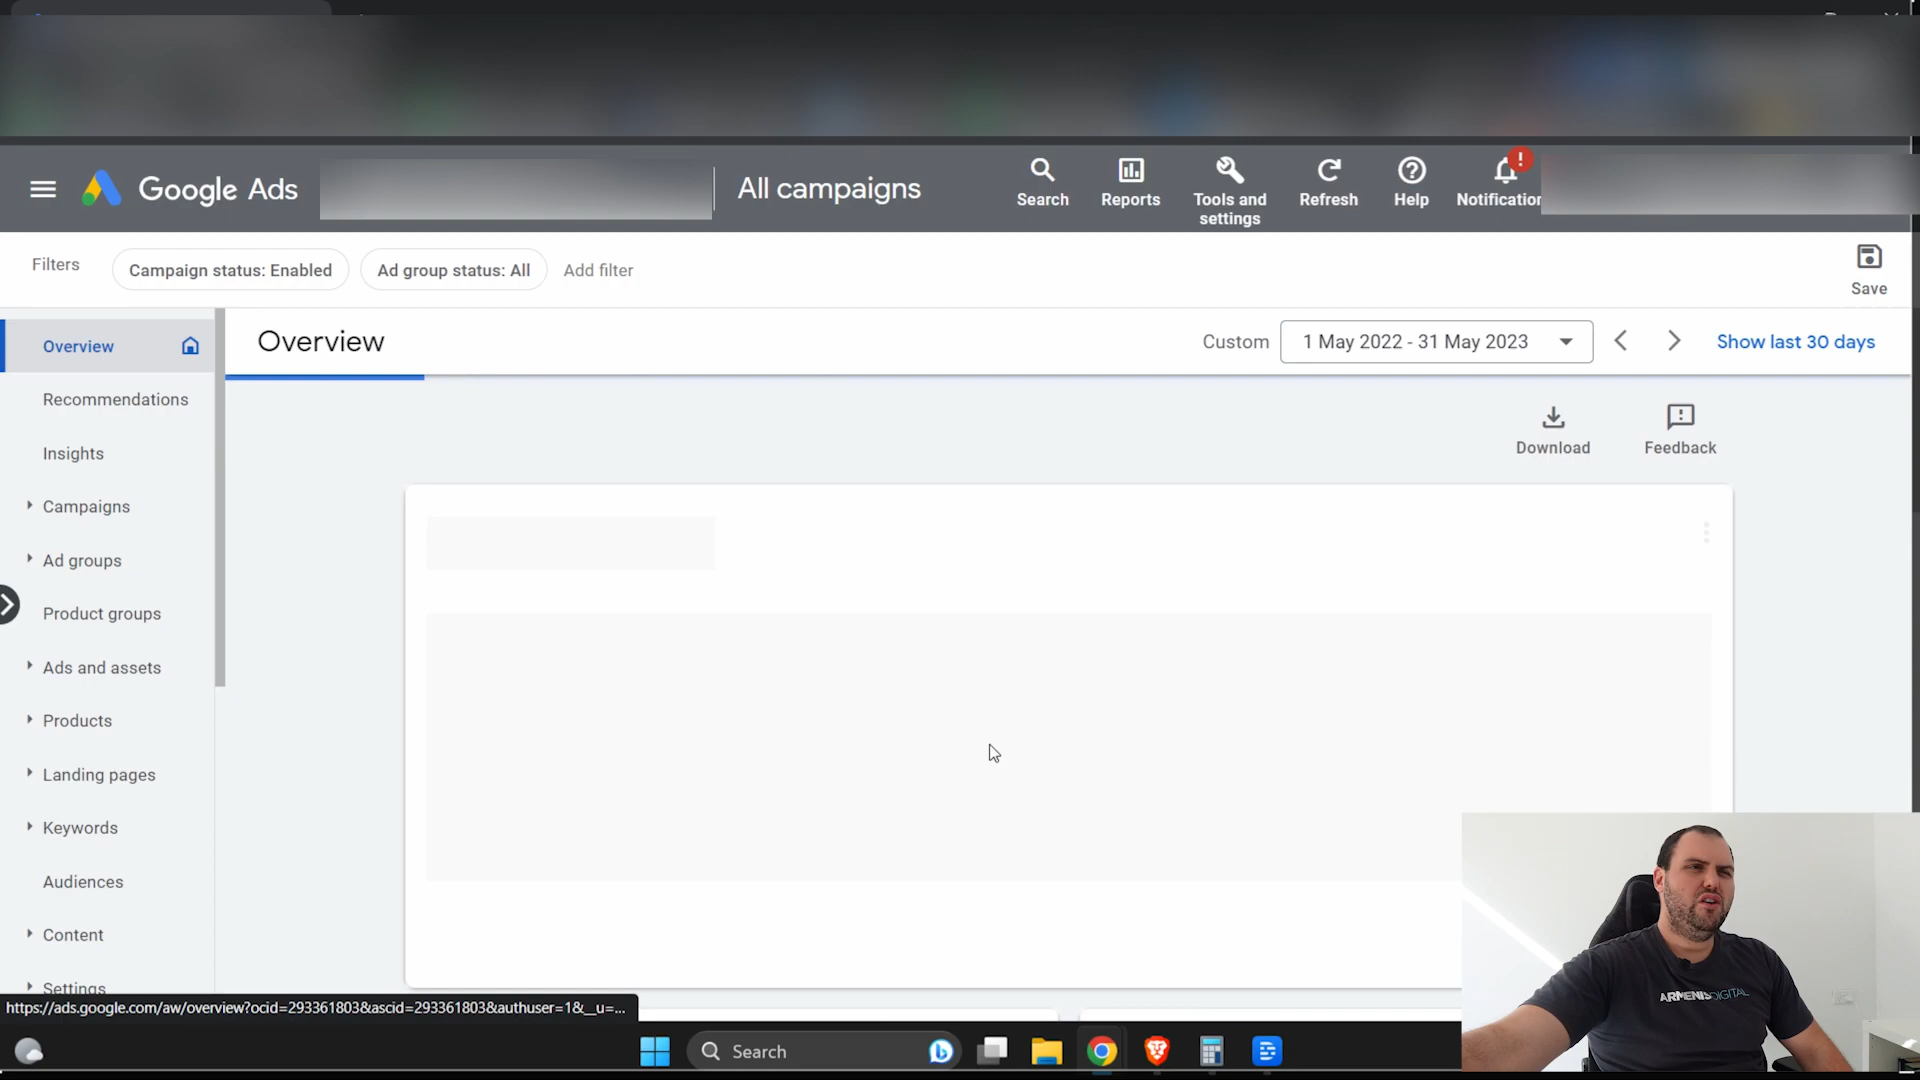 Google Ads
All campaigns
Search
Reports
Tools and
settings
Refresh
Help
Notification
Filters
Campaign status: Enabled
Ad group status: All
Add filter
Save
Overview
Custom
1 May 2022 - 31 May 2023
Show last 30 days
Download
Feedback
Overview
Recommendations
Insights
Campaigns
Ad groups
Product groups
Ads and assets
Products
Landing pages
Keywords
Audiences
Content
Settings
https://ads.google.com/aw/overview?ocid=293361803&ascid=293361803&authuser=1&__u=...
Search
ARMENISDIGITAL